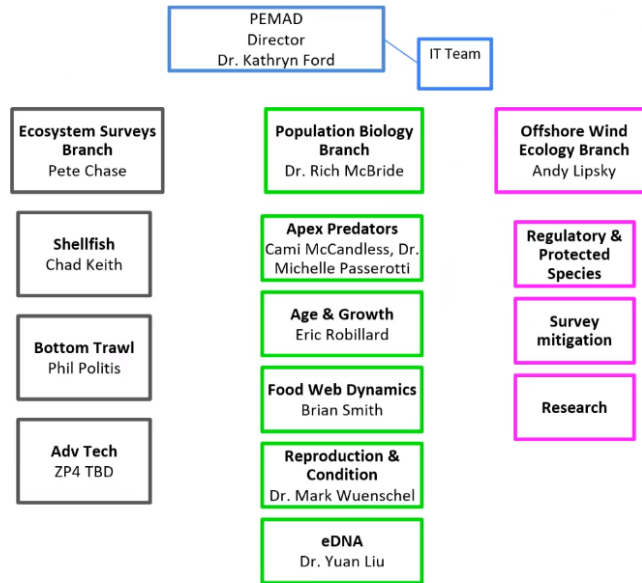 PEMAD
Director
Dr. Kathryn Ford
IT Team
Ecosystem Surveys
Branch
Pete Chase
Shellfish
Chad Keith
Bottom Trawl
Phil Politis
Adv Tech
ZP4 TBD
Population Biology
Branch
Dr. Rich McBride
Apex Predators
Cami McCandless, Dr.
Michelle Passerotti
Age & Growth
Eric Robillard
Food Web Dynamics
Brian Smith
Reproduction &
Condition
Dr. Mark Wuenschel
eDNA
Dr. Yuan Liu
Offshore Wind
Ecology Branch
Andy Lipsky
Regulatory &
Protected
Species
Survey
mitigation
Research